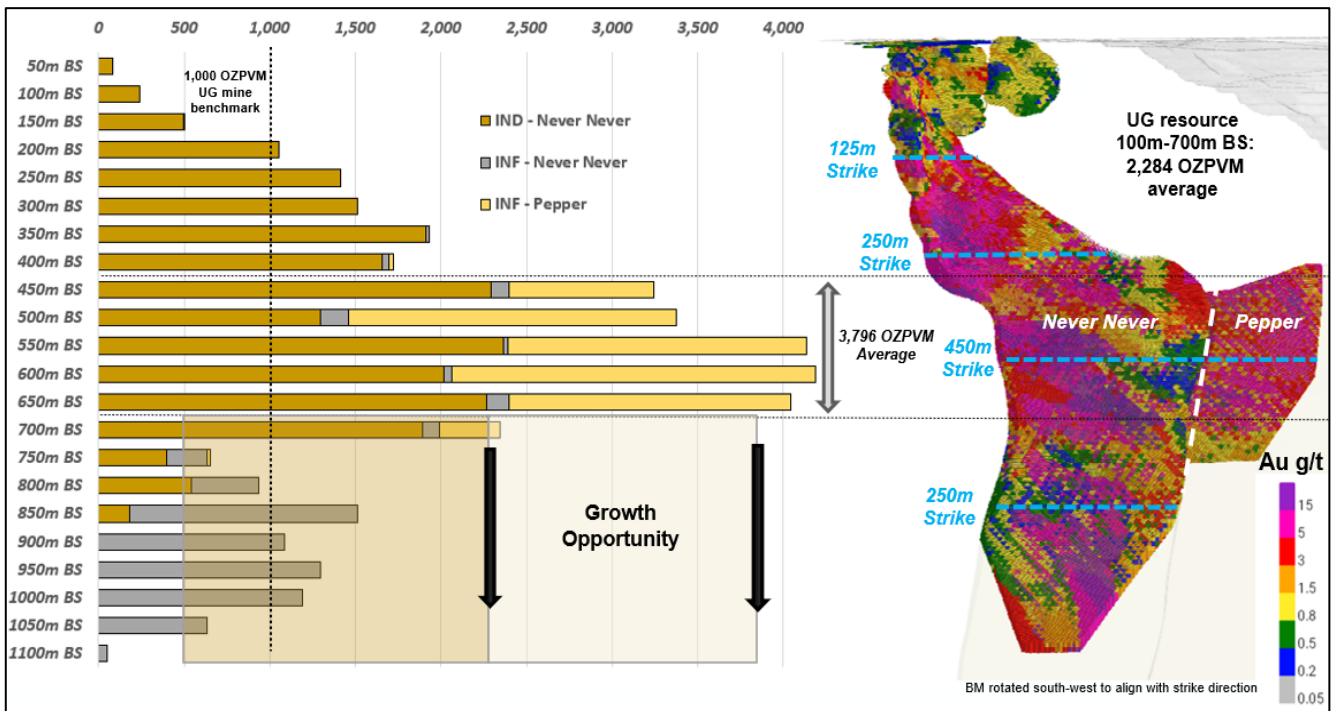 0 500 1,000 1,500 2,000 2,500 3,000 3,500 4,000
50m BS
100m BS
150m BS
200m BS
250m BS
300m BS
350m BS
400m BS
450m BS
500m BS
550m BS
600m BS
650m BS
700m BS
750m BS
800m BS
850m BS
900m BS
950m BS
1000m BS
1050m BS
1100m BS
1,000 OZPVM
UG mine
benchmark
IND - Never Never
INF - Never Never
INF - Pepper
3,796 OZPVM
Average
Growth
Opportunity
UG resource
100m-700m BS:
2,284 OZPVM
average
125m
Strike
250m
Strike
Never Never
Pepper
450m
Strike
250m
Strike
Au g/t
15
5
3
1.5
0.8
0.5
0.2
0.05
BM rotated south-west to align with strike direction